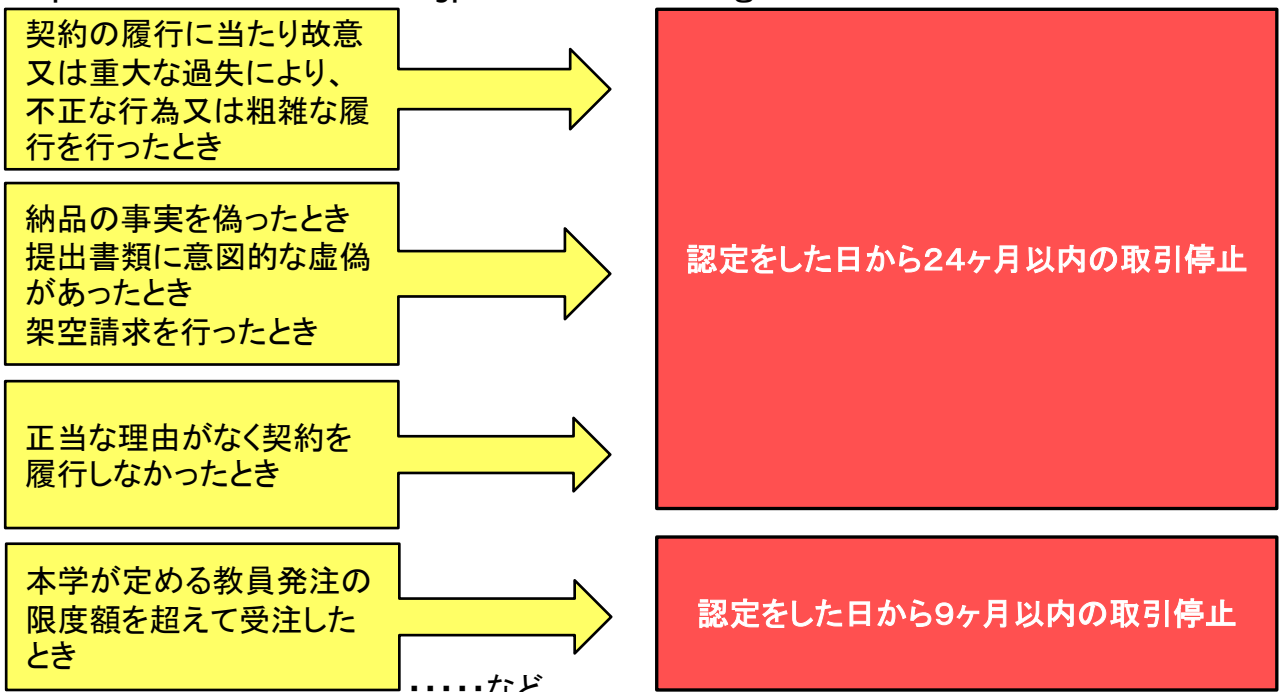 契約の履行に当たり故意
又は重大な過失により、
不正な行為又は粗雑な履
行を行ったとき
納品の事実を偽ったとき
提出書類に意図的な虚偽
があったとき
架空請求を行ったとき
認定をした日から24ヶ月以内の取引停止
正当な理由がなく契約を
履行しなかったとき
本学が定める教員発注の
限度額を超えて受注した
とき
認定をした日から9ヶ月以内の取引停止
・・・・・など